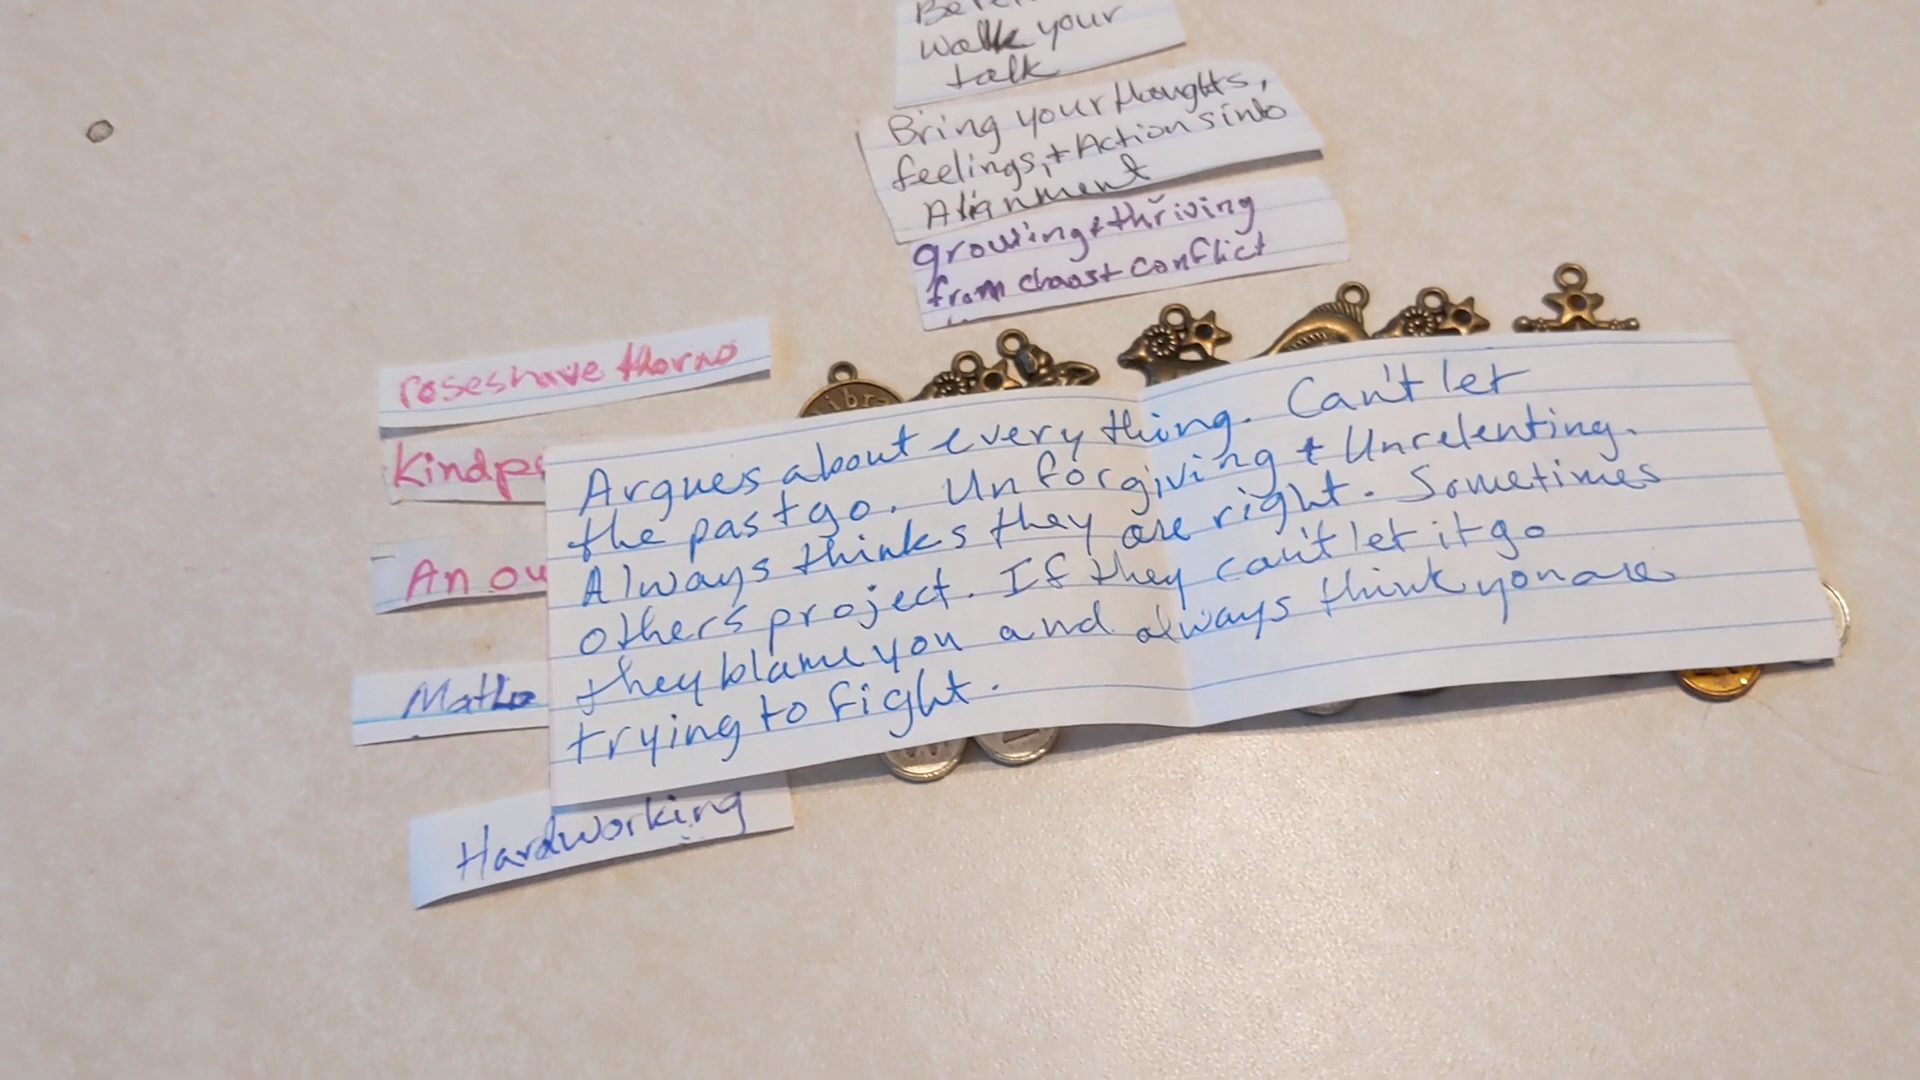 walk your
talk
Bring your thoughts,
feelings, + Actions into
Alignment
growing + thriving
from chaos + conflict
roses have thorns
Kind
An ou
Libra
Argues about everything. Can't let
the past go. Unforgiving + Unrelenting.
Always thinks they are right. Sometimes
others project. If they can't let it go
they blame you and always think you are
trying to fight.
Hardworking